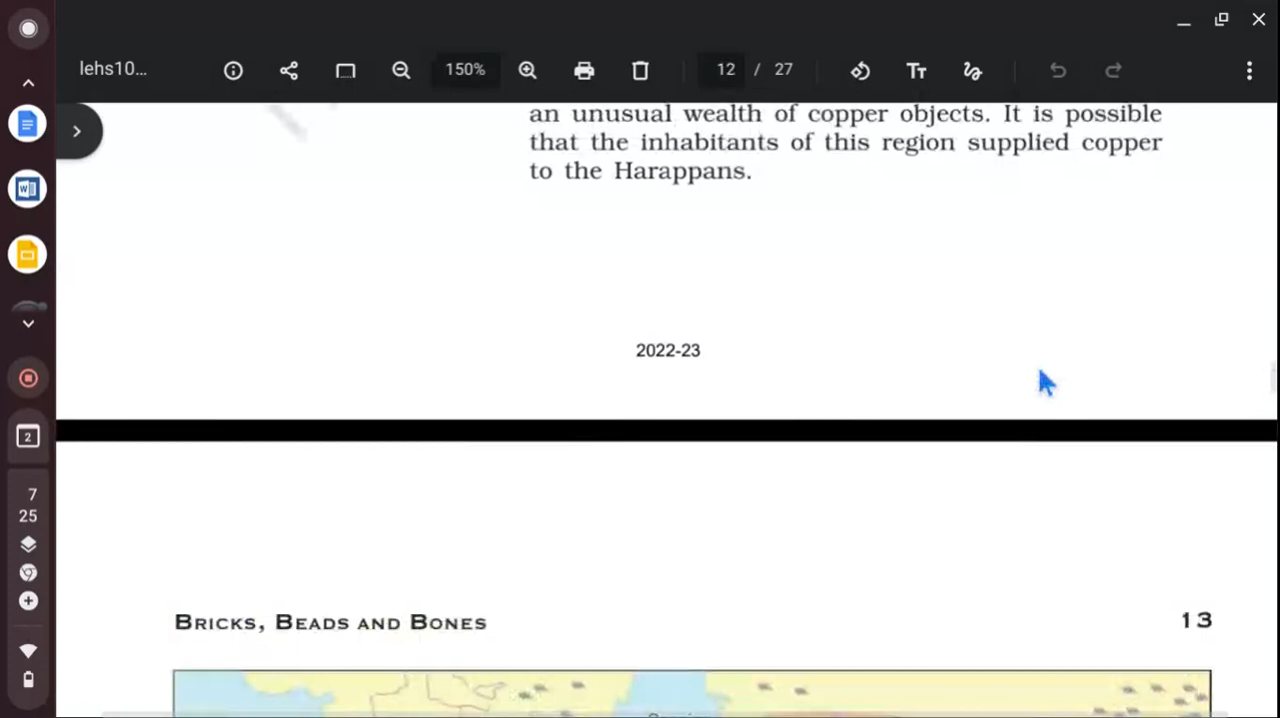 lehs10...
150%
12 / 27
Tт
an unusual wealth of copper objects. It is possible
that the inhabitants of this region supplied copper
to the Harappans.
2022-23
BRICKS, BEADS AND BONES
13
W
2
7
25